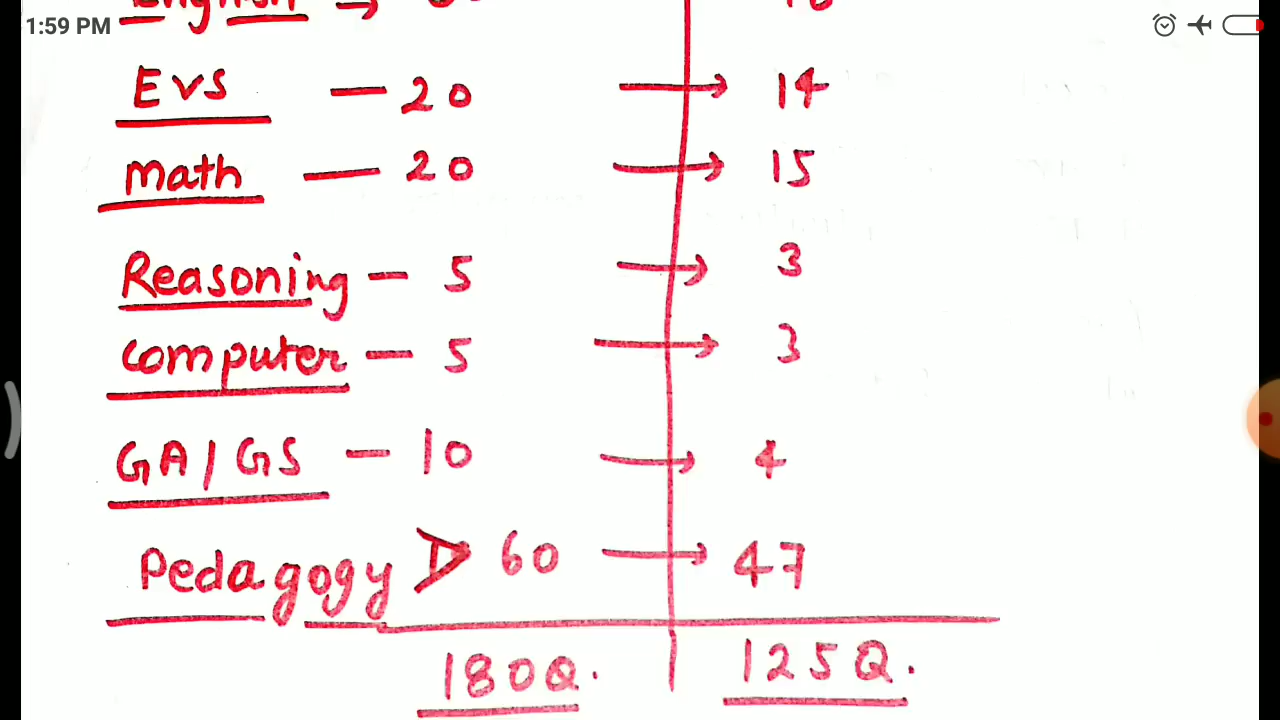 English →
1:59 PM
EVS — 20 → 14
Math — 20 → 15
Reasoning — 5 → 3
Computer — 5 → 3
GA/GS — 10 → 4
Pedagogy > 60 → 47
180Q. 125Q.